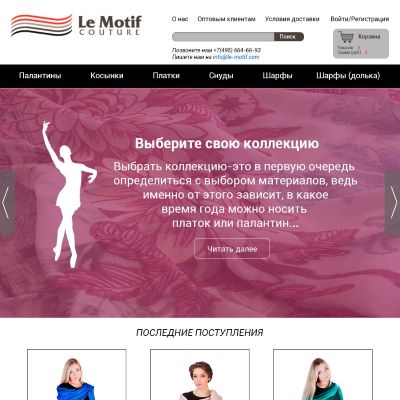 Le Motif
COUTURE
О нас Оптовым клиентам Условия доставки Войти/Регистрация
Поиск
Корзина
Товаров 0
Сумма (руб.) 0
Позвоните нам +7(495) 664-66-93
Пишите нам на info@le-motif.com
Палантины Косынки Платки Снуды Шарфы Шарфы (долька)
Выберите свою коллекцию
Выбрать коллекцию-это в первую очередь
определиться с выбором материалов, ведь
именно от этого зависит, в какое
время года можно носить
платок или палантин...
Читать далее
ПОСЛЕДНИЕ ПОСТУПЛЕНИЯ